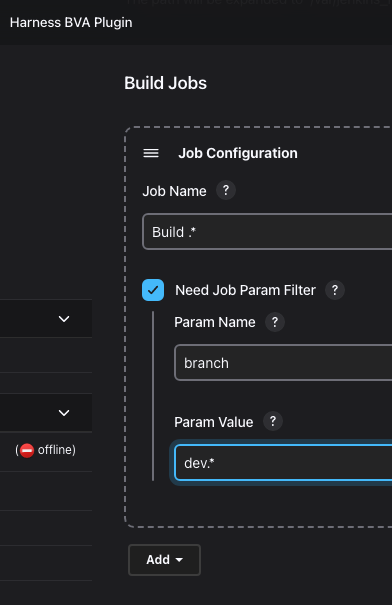 Harness BVA Plugin
Build Jobs
Job Configuration
Job Name ?
Build .*
Need Job Param Filter ?
Param Name ?
branch
Param Value ?
(⛔ offline)
dev.*
Add